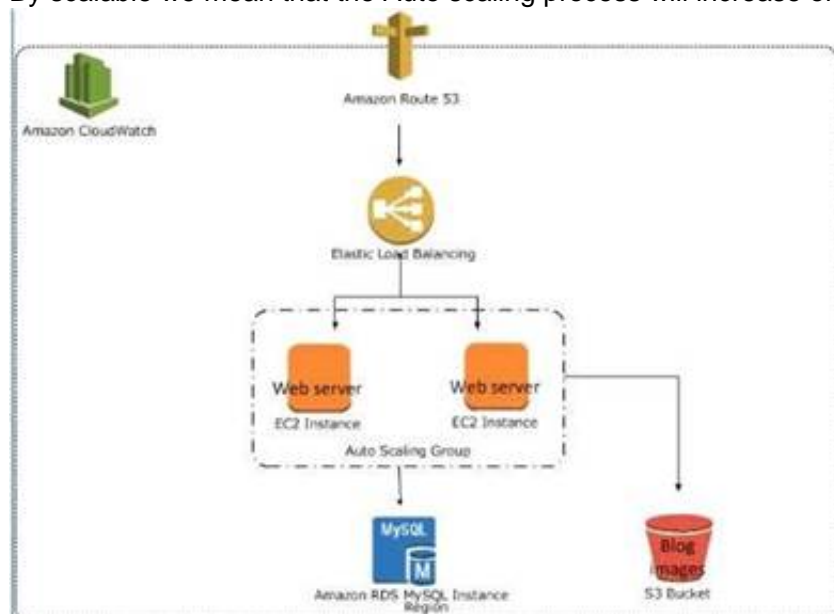 By scalable we mean that the Auto scaling process will increase or
Amazon Route 53
Amazon CloudWatch
Elastic Load Balancing
Web server
Web server
EC2 Instance
EC2 Instance
Auto Scaling Group
MySQL
M
Amazon RDS MySQL Instance
Region
Blog
images
S3 Bucket